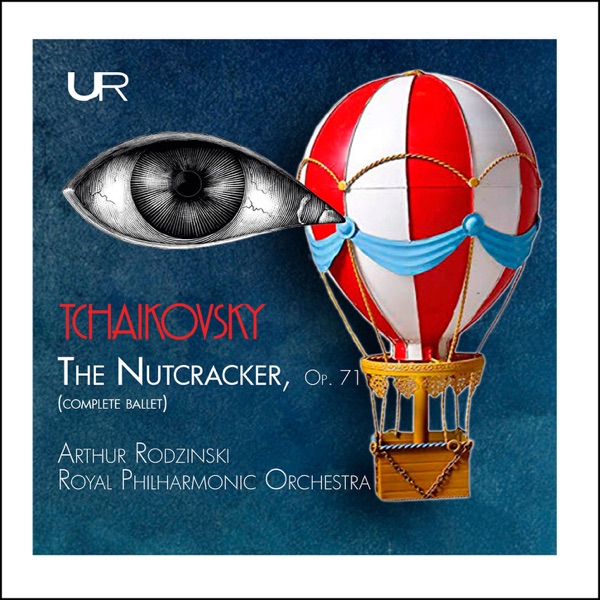 UR
TCHAIKOVSKY
THE NUTCRACKER, OP. 71
(COMPLETE BALLET)
ARTHUR RODZINSKI
ROYAL PHILHARMONIC ORCHESTRA